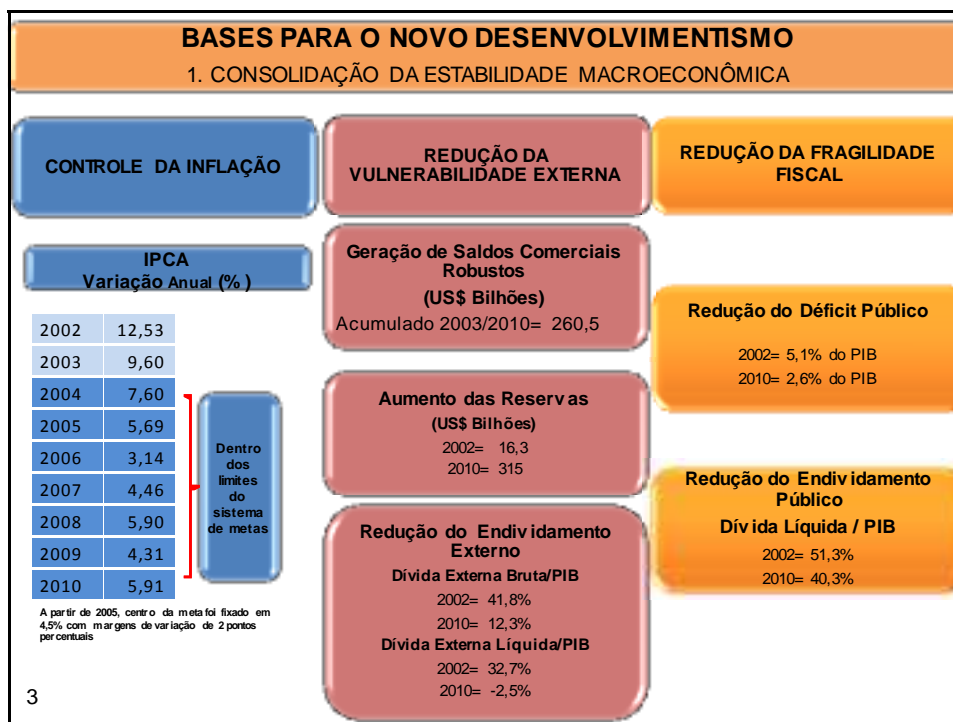 BASES PARA O NOVO DESENVOLVIMENTISMO
1. CONSOLIDAÇÃO DA ESTABILIDADE MACROECONÔMICA
CONTROLE DA INFLAÇÃO
IPCA
Variação Anual (%)
2002 12,53
2003 9,60
2004 7,60
2005 5,69
2006 3,14
2007 4,46
2008 5,90
2009 4,31
2010 5,91
Dentro
dos
limites
do
sistema
de metas
A partir de 2005, centro da meta foi fixado em
4,5% com margens de variação de 2 pontos
percentuais
REDUÇÃO DA
VULNERABILIDADE EXTERNA
Geração de Saldos Comerciais
Robustos
(US$ Bilhões)
Acumulado 2003/2010= 260,5
Aumento das Reservas
(US$ Bilhões)
2002= 16,3
2010= 315
Redução do Endividamento
Externo
Dívida Externa Bruta/PIB
2002= 41,8%
2010= 12,3%
Dívida Externa Líquida/PIB
2002= 32,7%
2010= -2,5%
REDUÇÃO DA FRAGILIDADE
FISCAL
Redução do Déficit Público
2002= 5,1% do PIB
2010= 2,6% do PIB
Redução do Endividamento
Público
Dívida Líquida / PIB
2002= 51,3%
2010= 40,3%
3